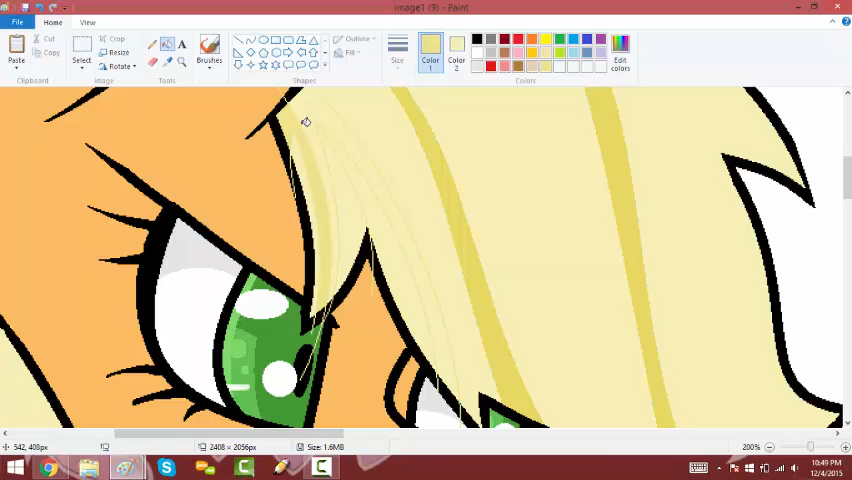 Image1 (9) - Paint
File
Home
View
Paste
Cut
Copy
Clipboard
Select
Crop
Resize
Rotate
Image
A
Tools
Brushes
Shapes
Outline
Fill
Size
Color 1
Color 2
Colors
Edit colors
542, 408px
2408 × 2056px
Size: 1.6MB
200%
10:49 PM
12/4/2015